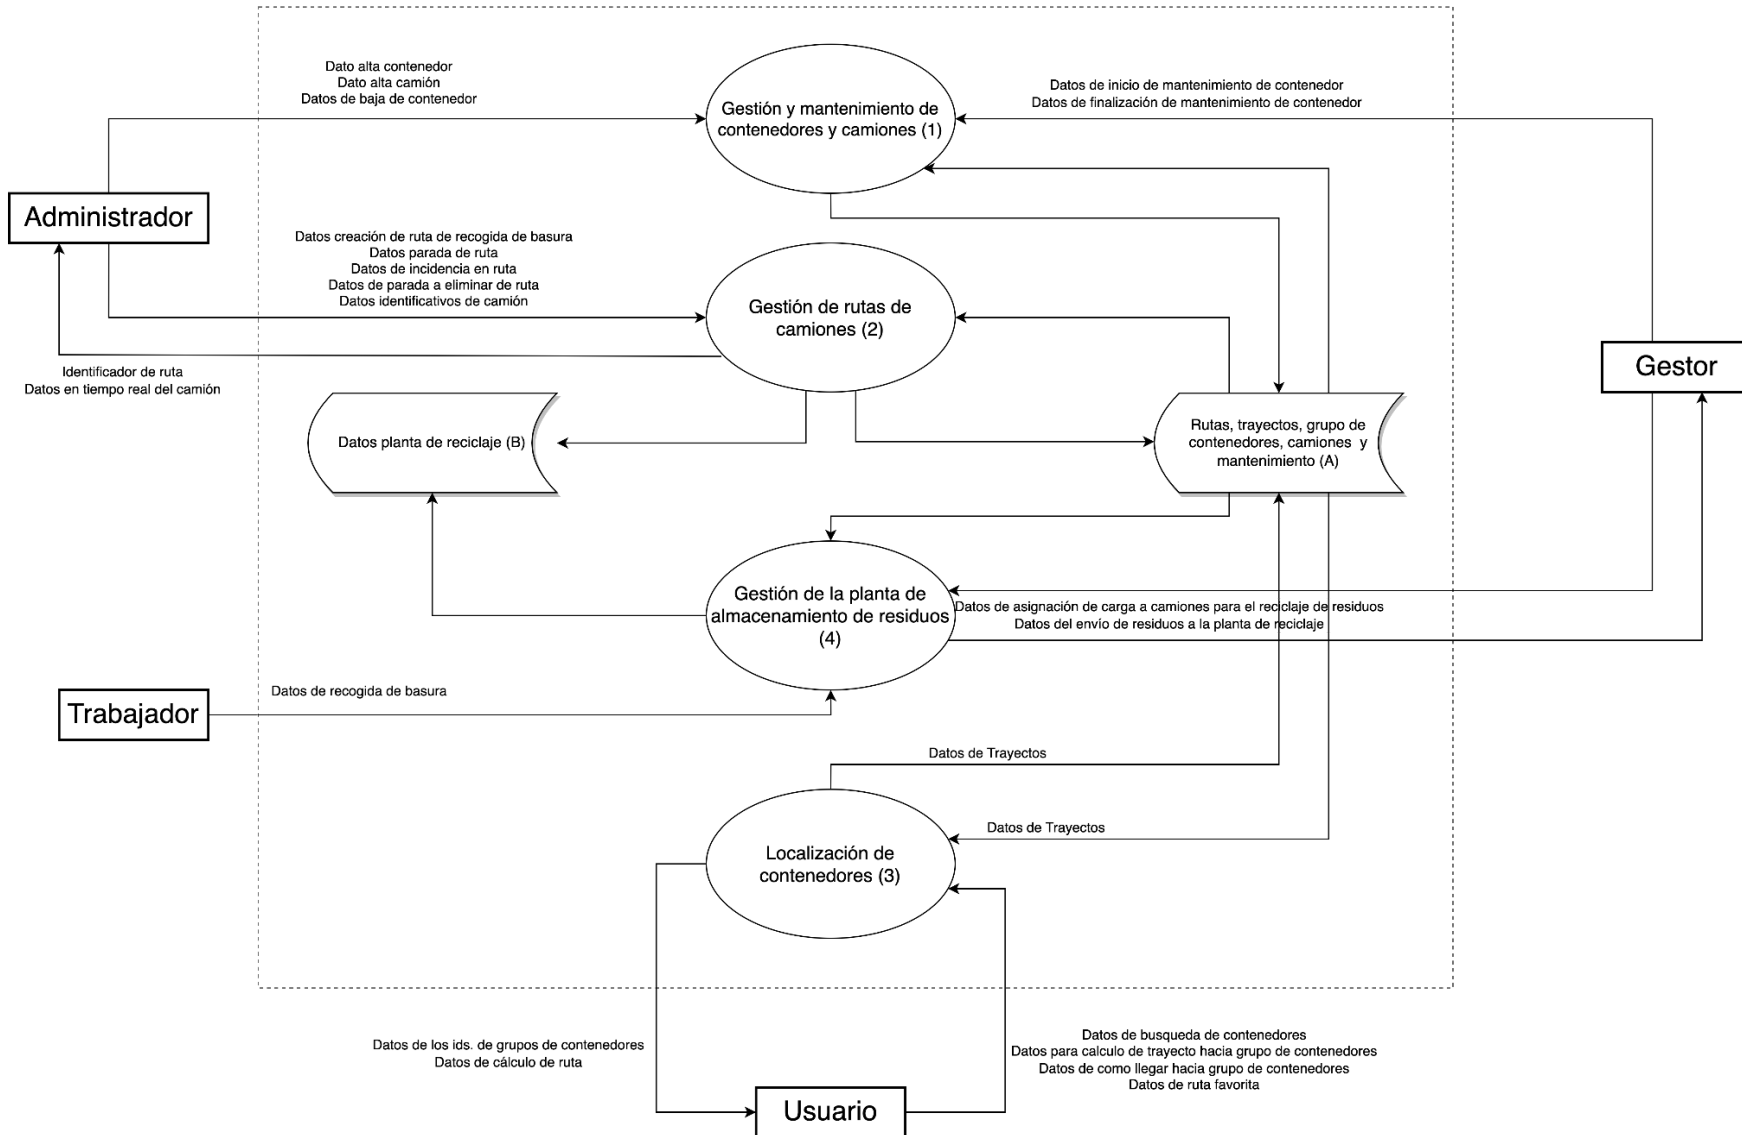 Dato alta contenedor
Dato alta camión
Datos de baja de contenedor
Gestión y mantenimiento de
contenedores y camiones (1)
Datos de inicio de mantenimiento de contenedor
Datos de finalización de mantenimiento de contenedor
Administrador
Datos creación de ruta de recogida de basura
Datos parada de ruta
Datos de incidencia en ruta
Datos de parada a eliminar de ruta
Datos identificativos de camión
Gestión de rutas de
camiones (2)
Identificador de ruta
Datos en tiempo real del camión
Gestor
Datos planta de reciclaje (B)
Rutas, trayectos, grupo de
contenedores, camiones y
mantenimiento (A)
Gestión de la planta de
almacenamiento de residuos
(4)
Datos de asignación de carga a camiones para el reciclaje de residuos
Datos del envío de residuos a la planta de reciclaje
Trabajador
Datos de recogida de basura
Datos de Trayectos
Datos de Trayectos
Localización de
contenedores (3)
Datos de los ids. de grupos de contenedores
Datos de cálculo de ruta
Datos de busqueda de contenedores
Datos para calculo de trayecto hacia grupo de contenedores
Datos de como llegar hacia grupo de contenedores
Datos de ruta favorita
Usuario